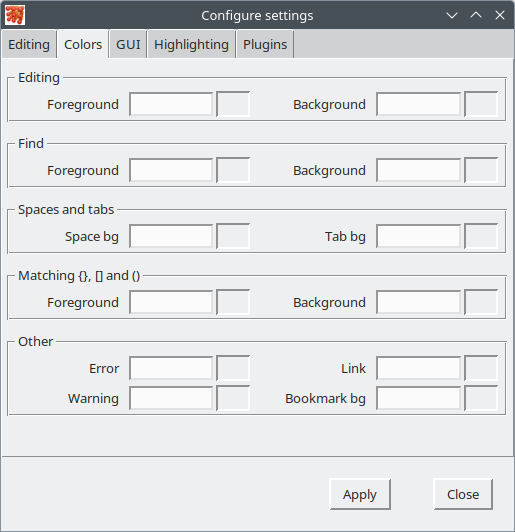 Configure settings
Editing Colors GUI Highlighting Plugins
Editing
Foreground Background
Find
Foreground Background
Spaces and tabs
Space bg Tab bg
Matching {}, [] and ()
Foreground Background
Other
Error Link
Warning Bookmark bg
Apply Close